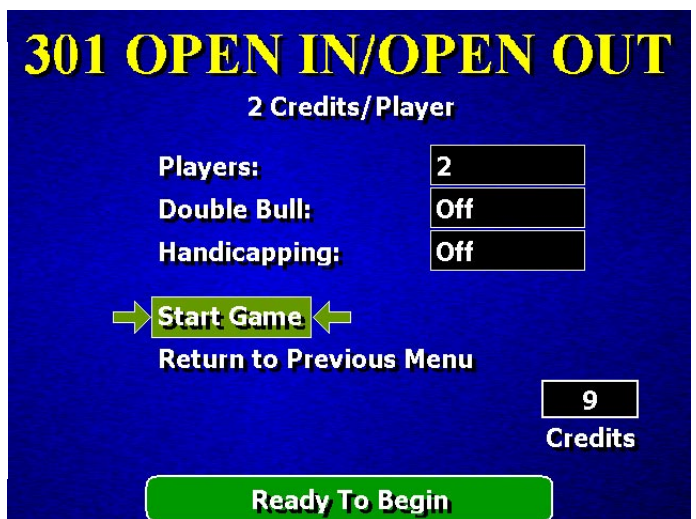 301 OPEN IN/OPEN OUT
2 Credits/Player
Players: 2
Double Bull: Off
Handicapping: Off
Start Game
Return to Previous Menu
9
Credits
Ready To Begin